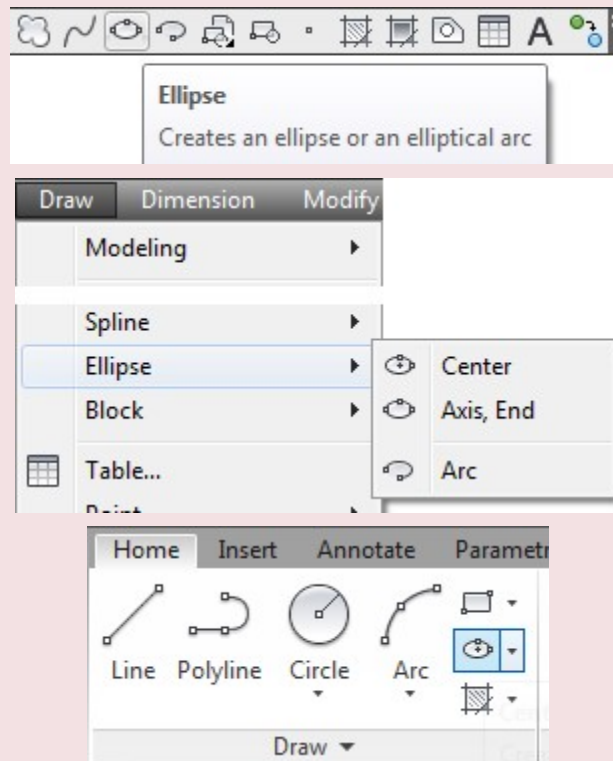 A
Ellipse
Creates an ellipse or an elliptical arc
Draw Dimension Modify
Modeling
Spline
Ellipse
Center
Block
Axis, End
Table...
Arc
Home Insert Annotate Parametr
Line Polyline Circle Arc
Draw